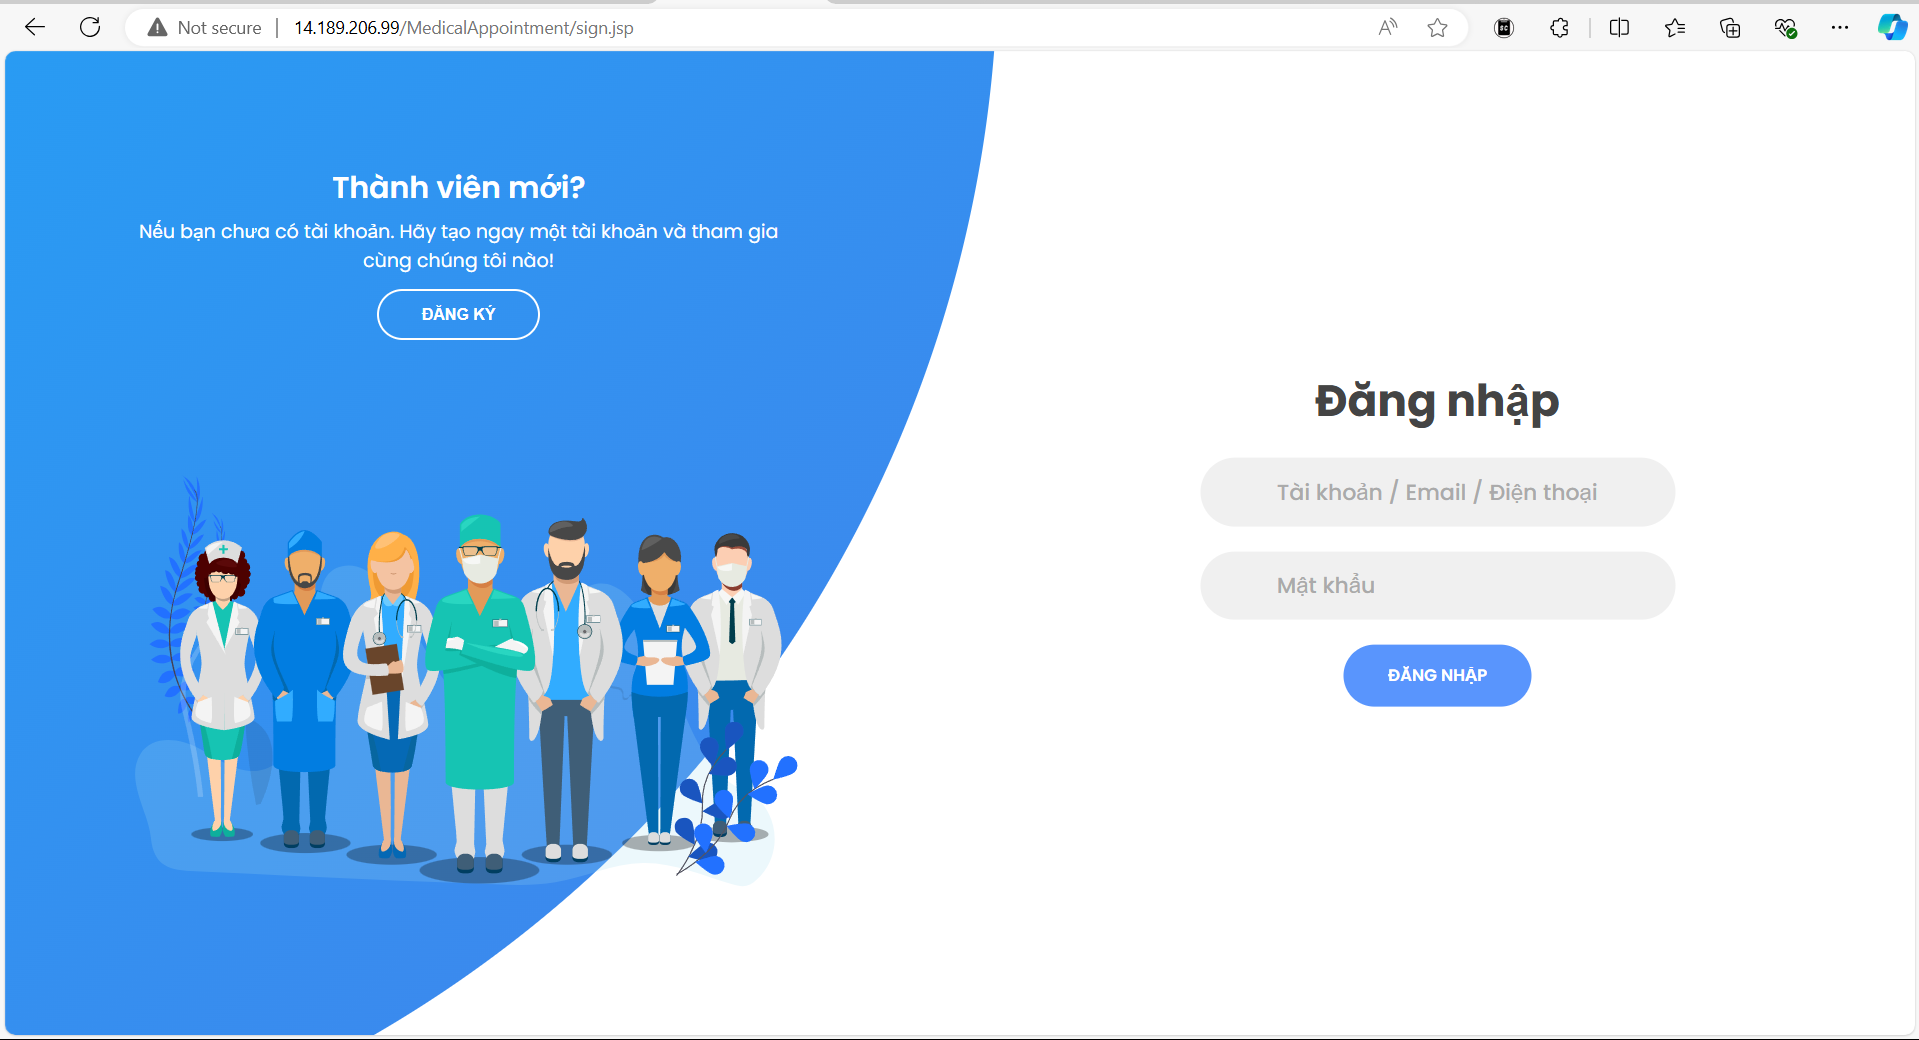 Not secure
14.189.206.99/MedicalAppointment/sign.jsp
Thành viên mới?
Nếu bạn chưa có tài khoản. Hãy tạo ngay một tài khoản và tham gia
cùng chúng tôi nào!
ĐĂNG KÝ
Đăng nhập
Tài khoản / Email / Điện thoại
Mật khẩu
ĐĂNG NHẬP